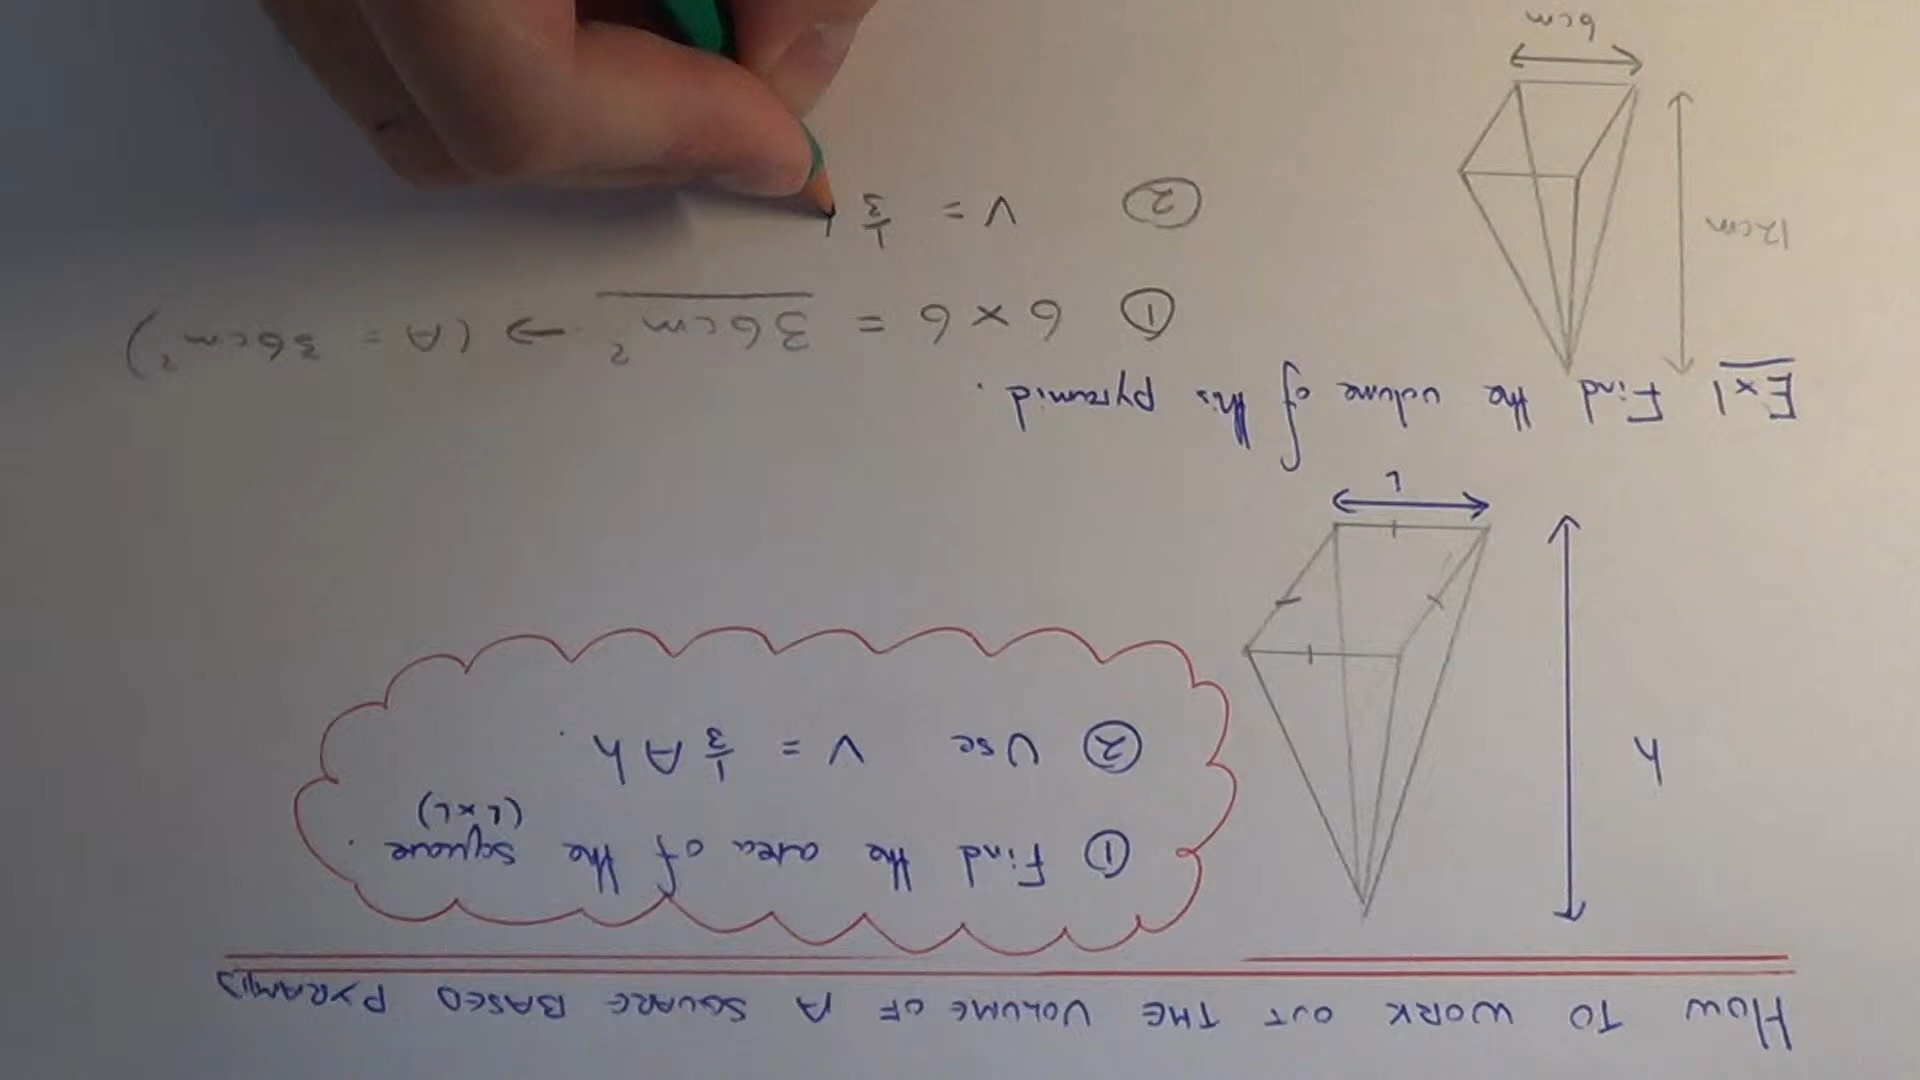 HOW TO WORK OUT THE VOLUME OF A SQUARE BASED PYRAMID
① Find the area of the square.
(L×L)
② Use V = 1/3 Ah.
h
L
Ex1 Find the volume of this pyramid.
① 6 × 6 = 36cm² → (A = 36cm²)
② V = 1/3
12cm
6cm